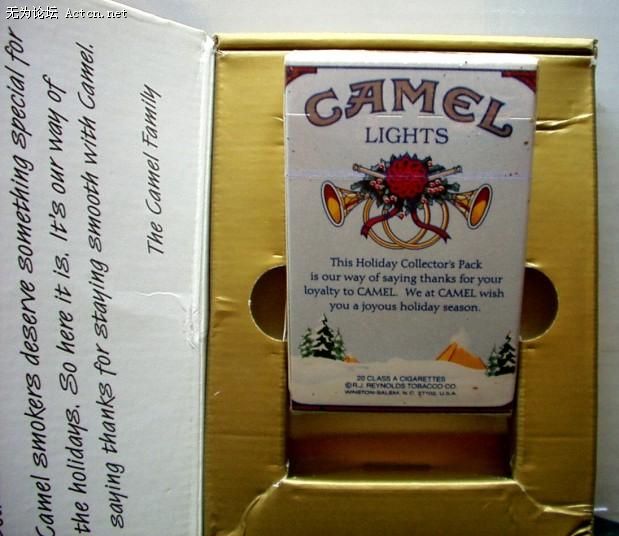 无为论坛 Actcn.net
Camel smokers deserve something special for
the holidays. So here it is. It's our way of
saying thanks for staying smooth with Camel.
The Camel Family
CAMEL
LIGHTS
This Holiday Collector's Pack
is our way of saying thanks for your
loyalty to CAMEL. We at CAMEL wish
you a joyous holiday season.
20 CLASS A CIGARETTES
©R.J. REYNOLDS TOBACCO CO.
WINSTON-SALEM, N.C. 27102, U.S.A.